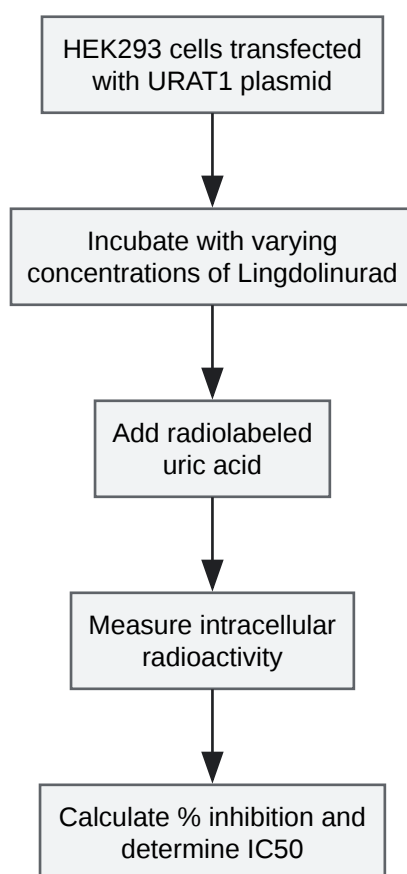 HEK293 cells transfected
with URAT1 plasmid
Incubate with varying
concentrations of Lingdolinurad
Add radiolabeled
uric acid
Measure intracellular
radioactivity
Calculate % inhibition and
determine IC50